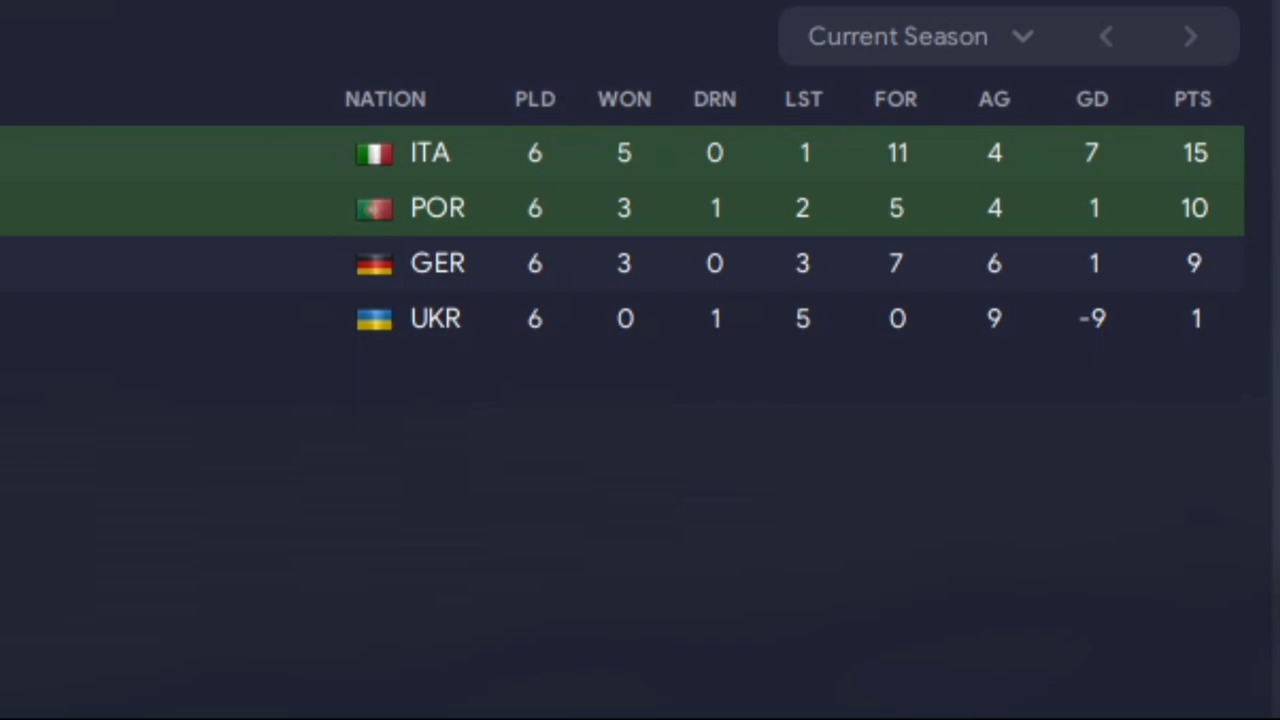 Current Season
NATION PLD WON DRN LST FOR AG GD PTS
ITA 6 5 0 1 11 4 7 15
POR 6 3 1 2 5 4 1 10
GER 6 3 0 3 7 6 1 9
UKR 6 0 1 5 0 9 -9 1